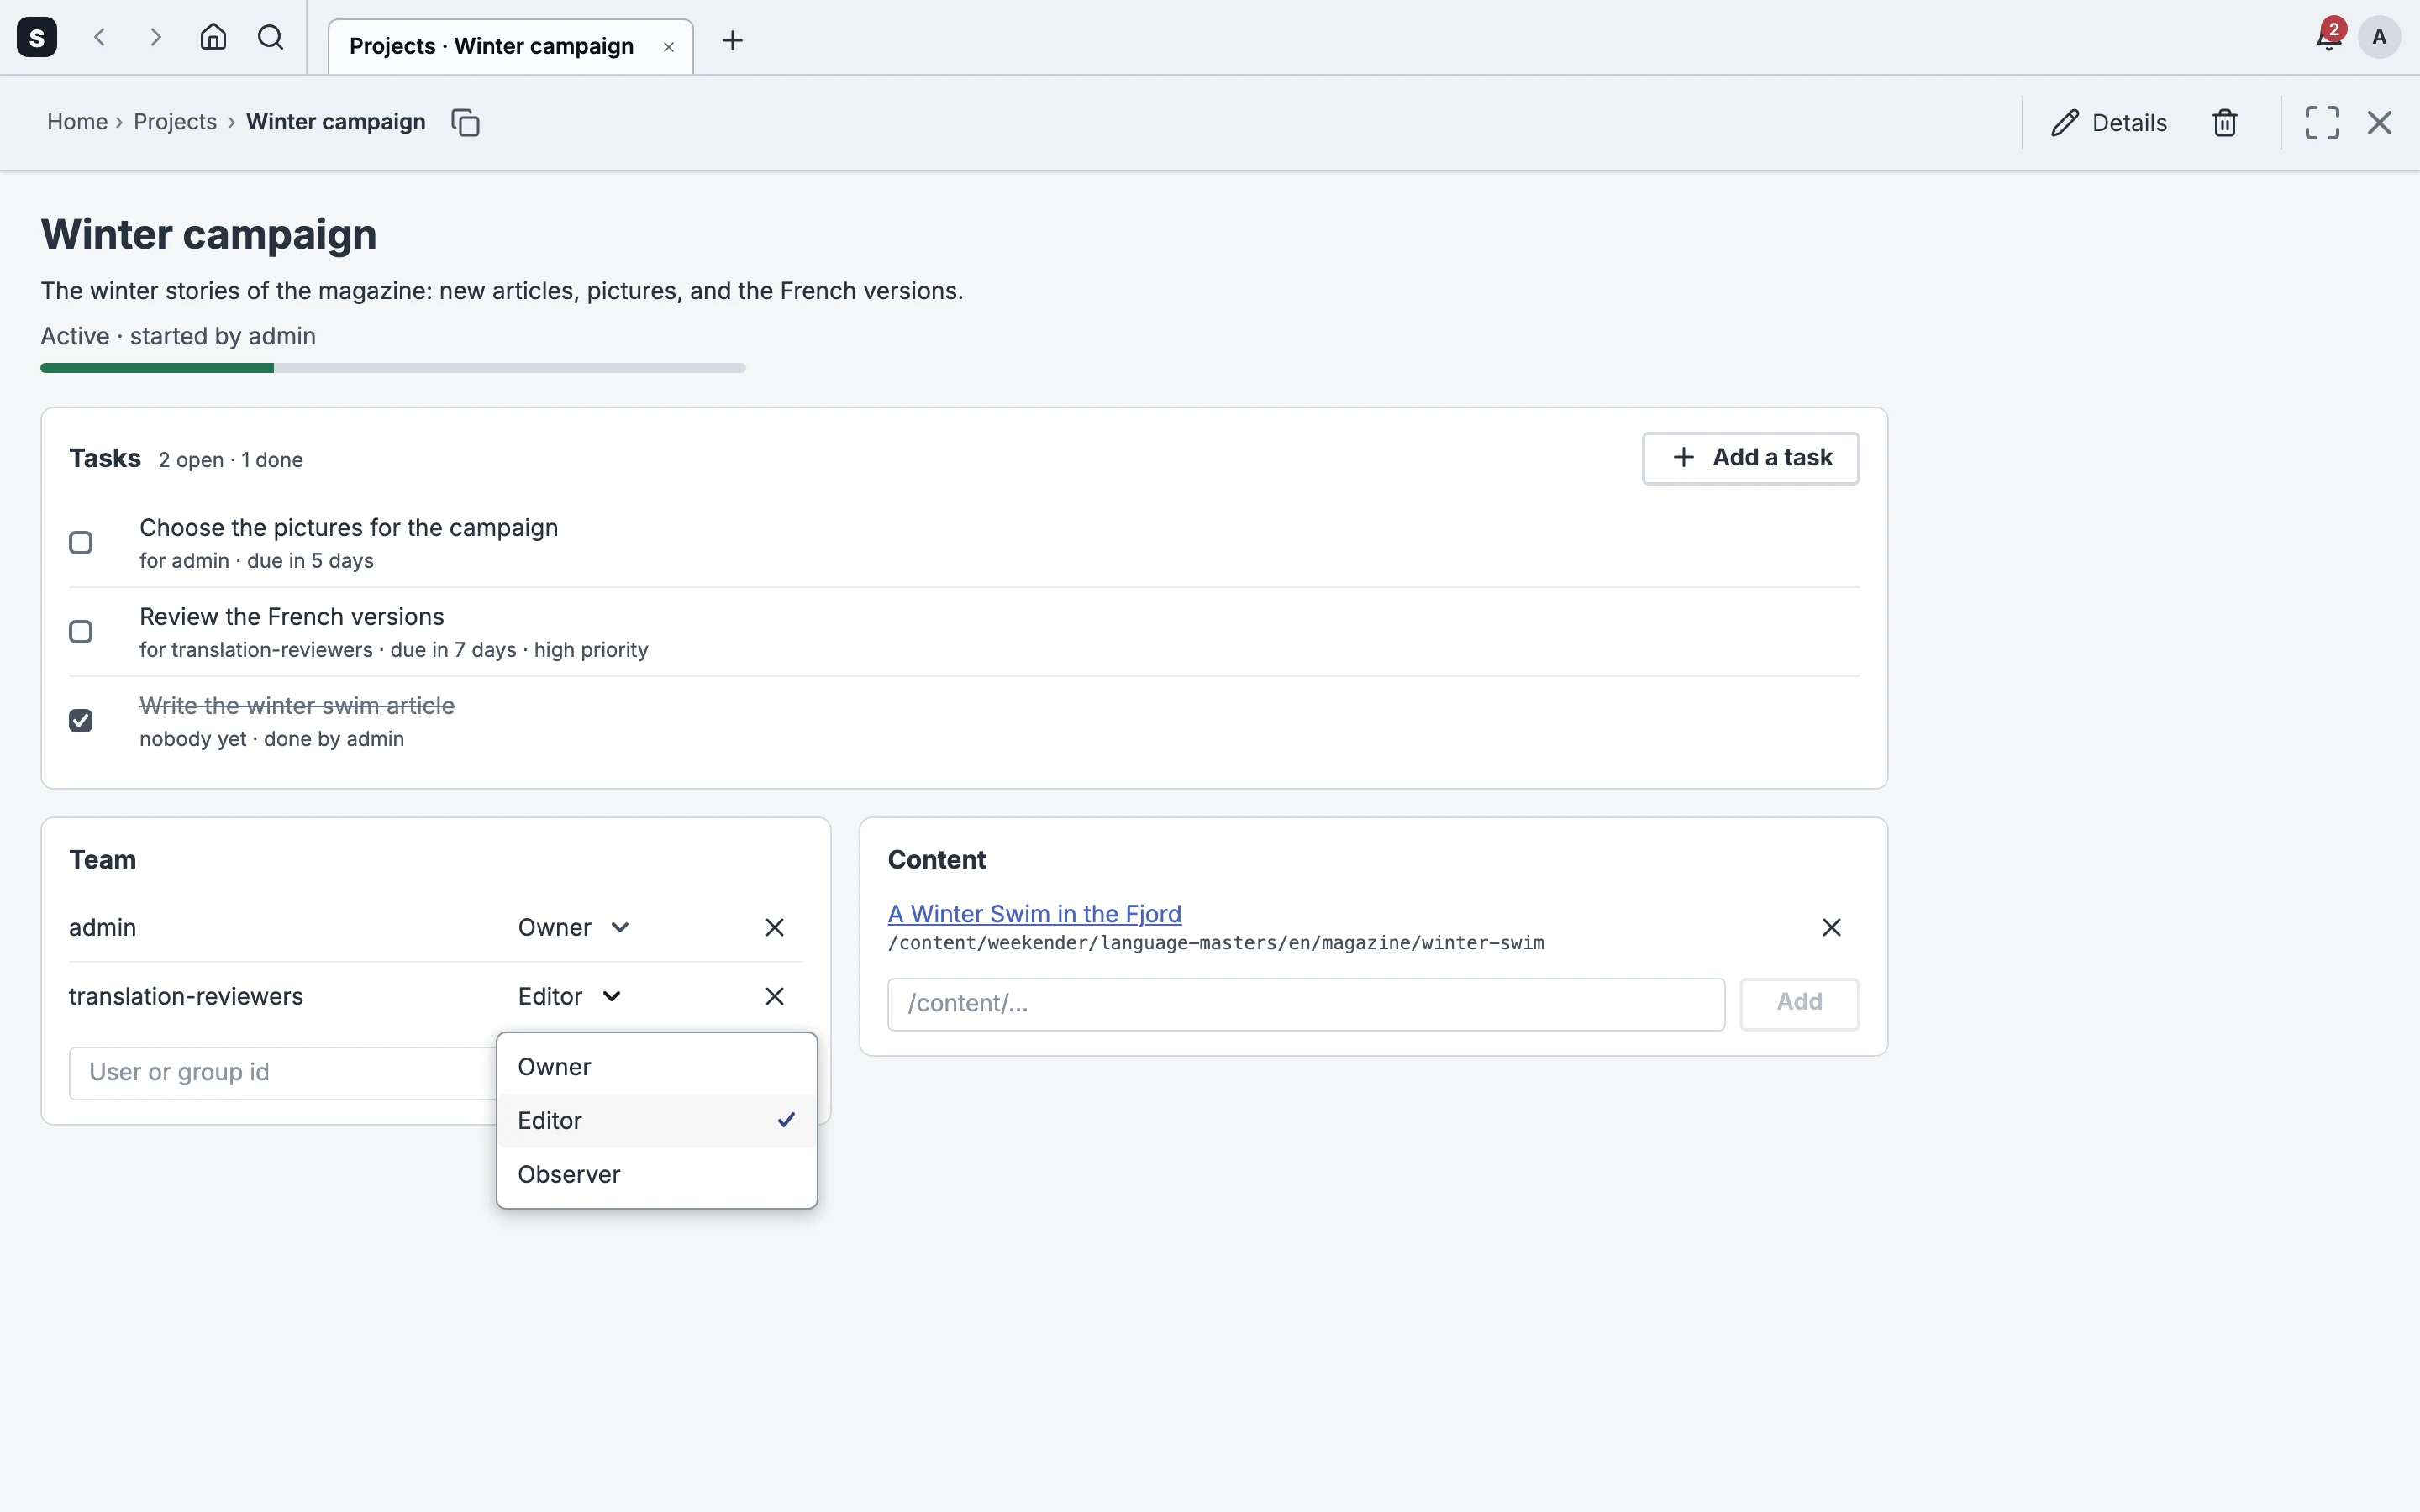 S
Projects · Winter campaign
2
A
Home › Projects › Winter campaign
Details
Winter campaign
The winter stories of the magazine: new articles, pictures, and the French versions.
Active · started by admin
Tasks 2 open · 1 done
Add a task
Choose the pictures for the campaign
for admin · due in 5 days
Review the French versions
for translation-reviewers · due in 7 days · high priority
Write the winter swim article
nobody yet · done by admin
Team
admin Owner
translation-reviewers Editor
User or group id
Owner
Editor
Observer
Content
A Winter Swim in the Fjord
/content/weekender/language-masters/en/magazine/winter-swim
/content/...
Add